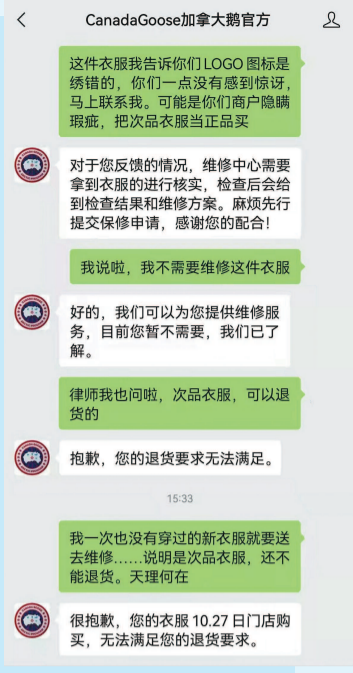 CanadaGoose加拿大鹅官方
这件衣服我告诉你们LOGO图标是
绣错的，你们一点没有感到惊讶，
马上联系我。可能是你们商户隐瞒
瑕疵，把次品衣服当正品买
对于您反馈的情况，维修中心需要
拿到衣服的进行核实，检查后会给
到检查结果和维修方案。麻烦先行
提交保修申请，感谢您的配合！
我说啦，我不需要维修这件衣服
好的，我们可以为您提供维修服
务，目前您暂不需要，我们已了
解。
律师我也问啦，次品衣服，可以退
货的
抱歉，您的退货要求无法满足。
15:33
我一次也没有穿过的新衣服就要送
去维修……说明是次品衣服，还不
能退货。天理何在
很抱歉，您的衣服 10.27 日门店购
买，无法满足您的退货要求。